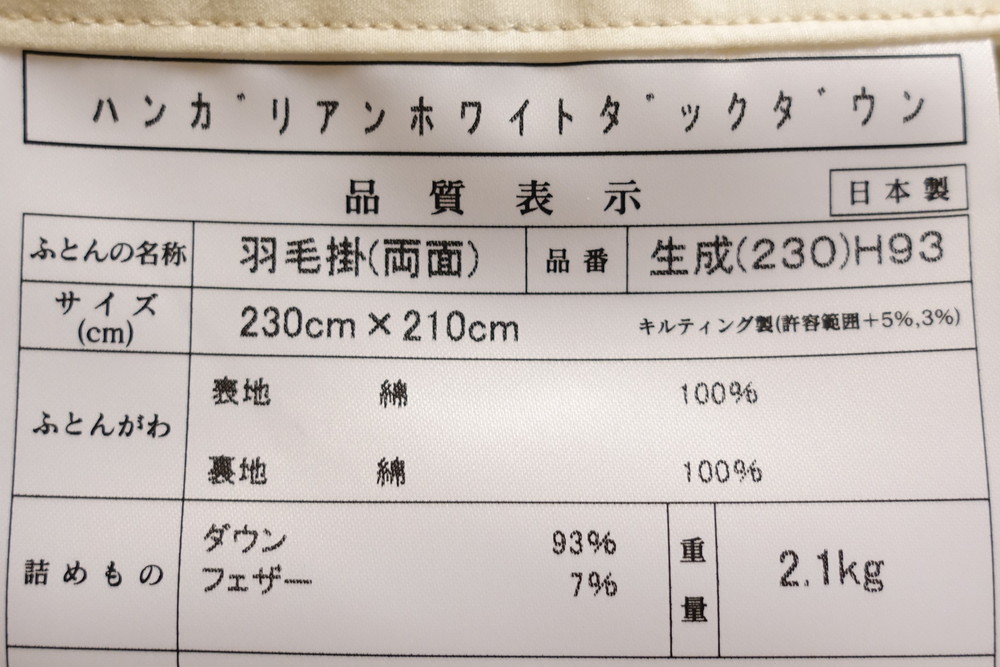 ハンガリアンホワイトダックダウン
品質表示
日本製
ふとんの名称 羽毛掛(両面) 品番 生成(230)H93
サイズ(cm) 230cm×210cm キルティング製(許容範囲+5%,3%)
ふとんがわ
表地 綿 100%
裏地 綿 100%
詰めもの
ダウン 93%
フェザー 7%
重量 2.1kg